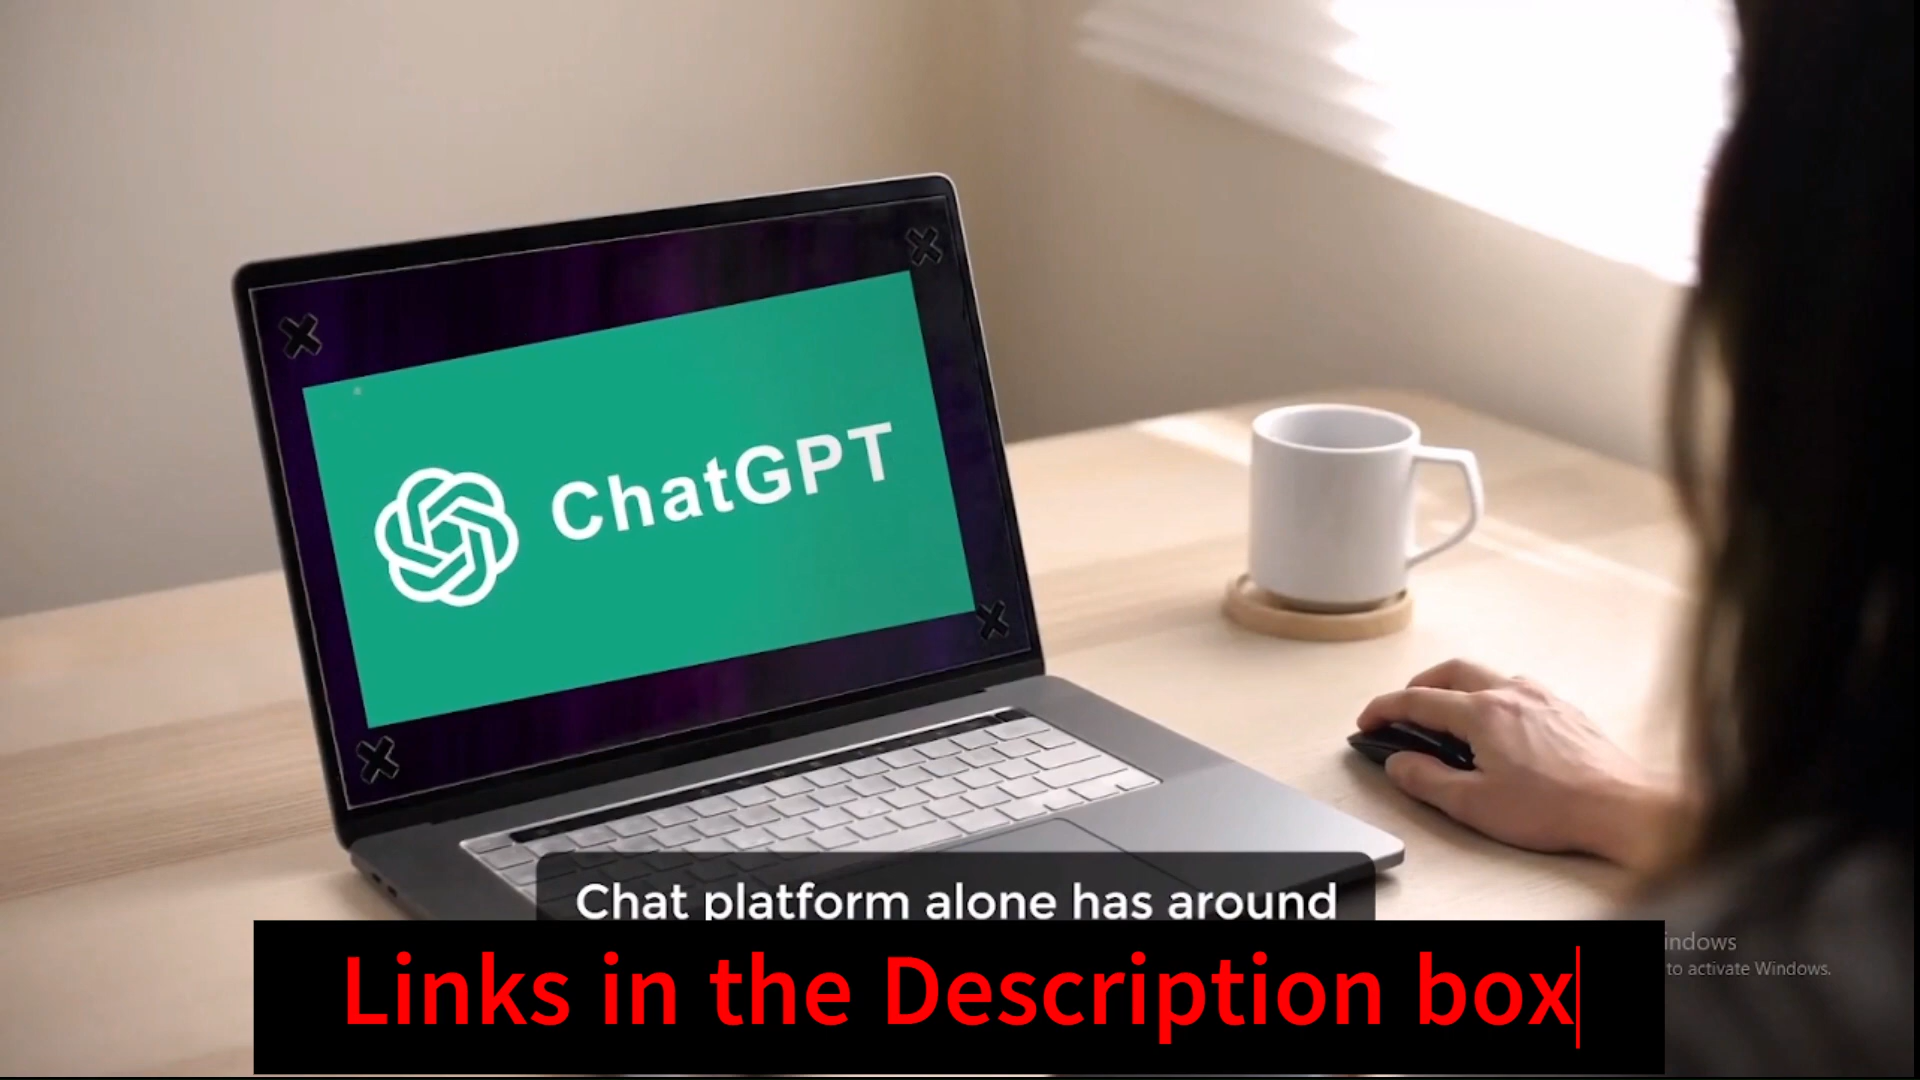 ChatGPT
Chat platform alone has around
Links in the Description box
indows
to activate Windows.